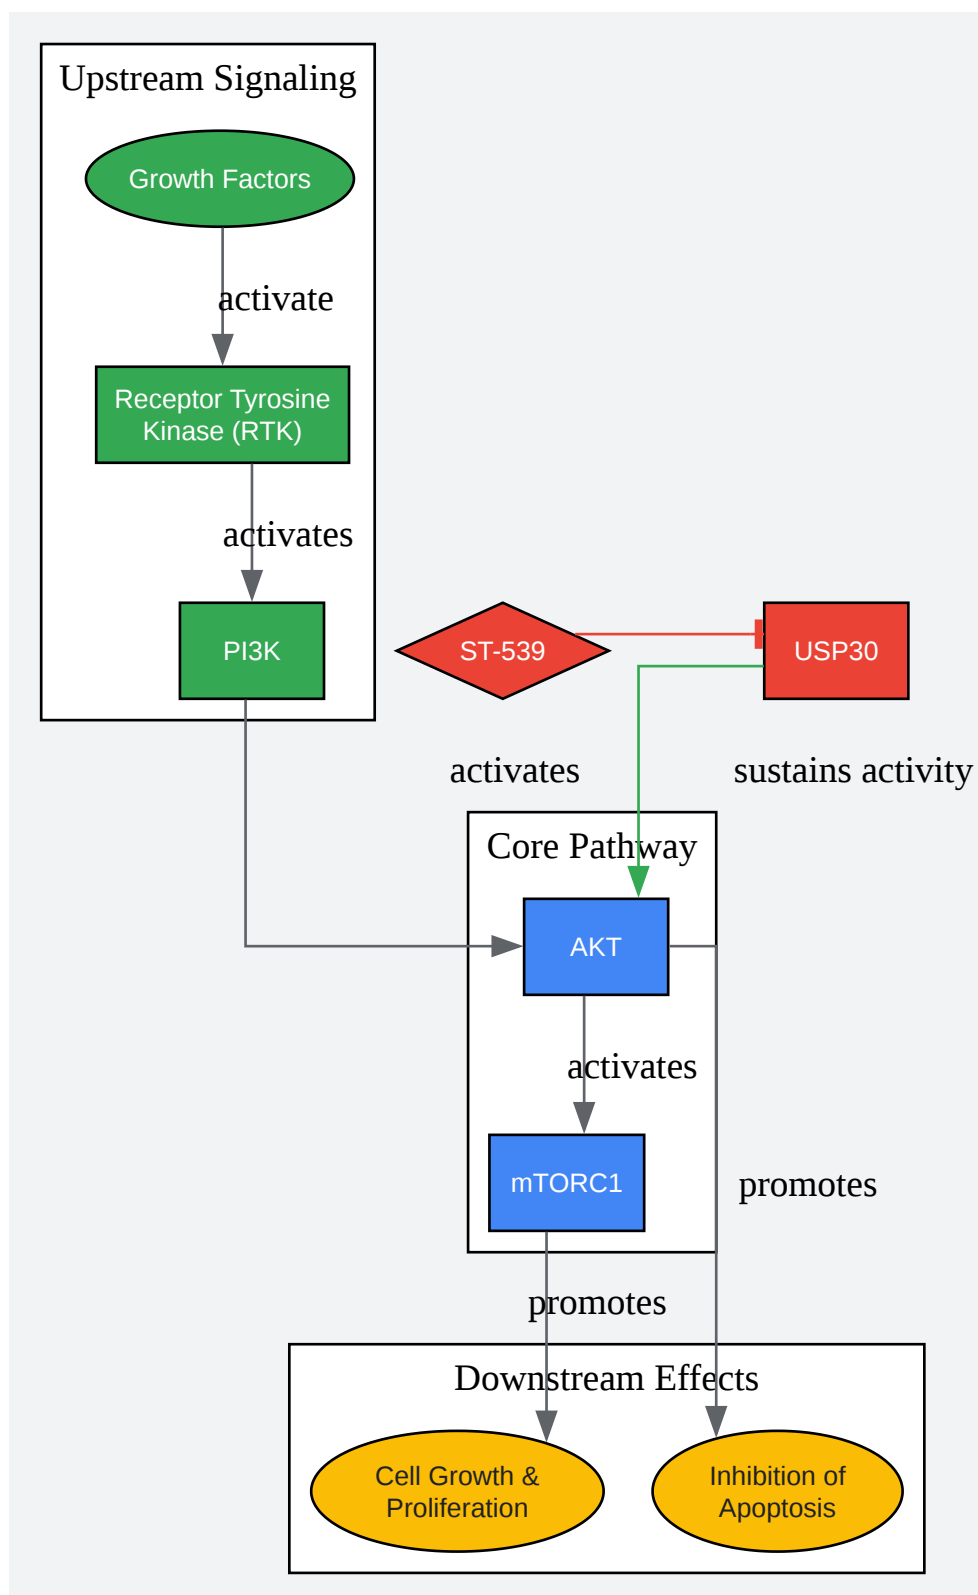 Upstream Signaling
Growth Factors
activate
Receptor Tyrosine
Kinase (RTK)
activates
PI3K
ST-539
USP30
activates
sustains activity
Core Pathway
AKT
activates
mTORC1
promotes
promotes
Downstream Effects
Cell Growth &
Proliferation
Inhibition of
Apoptosis